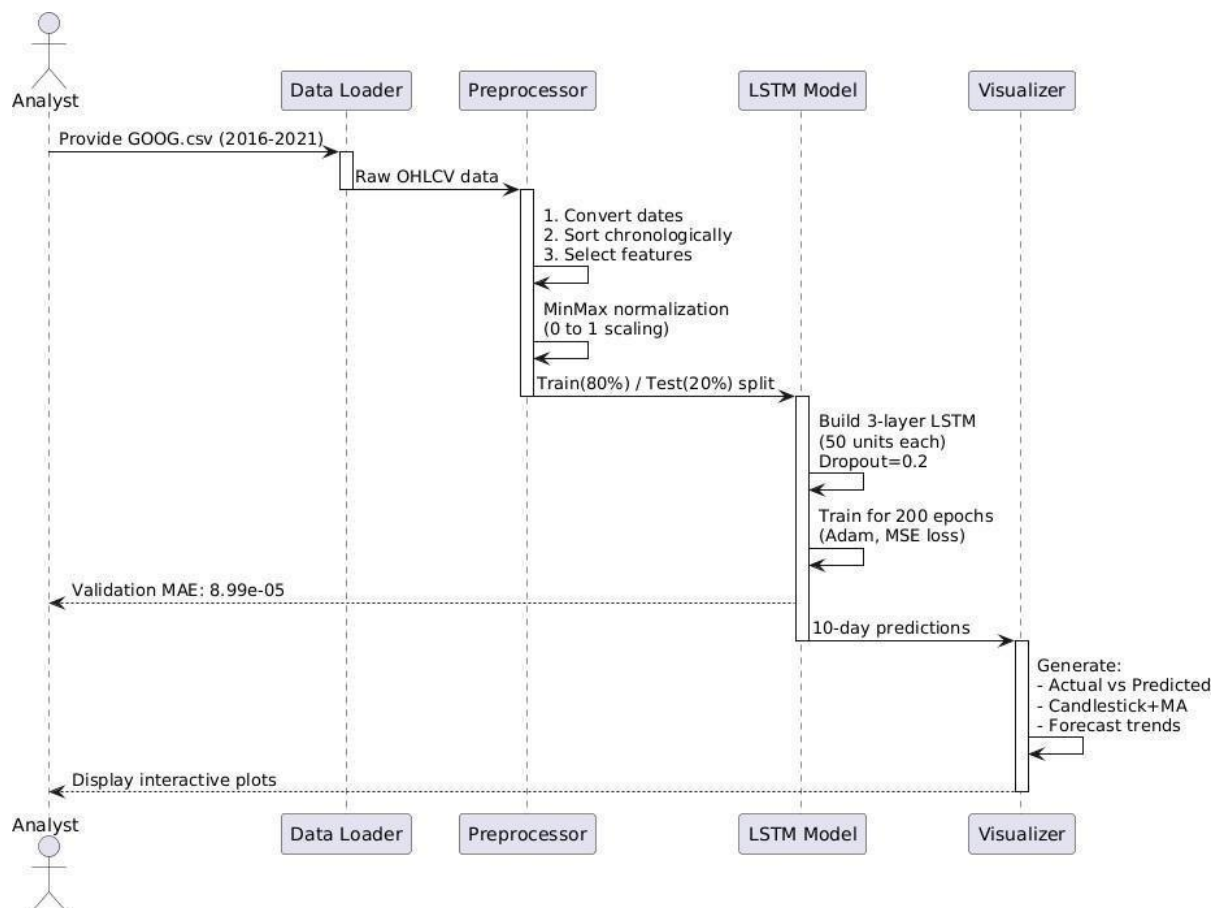 Analyst
Data Loader
Preprocessor
LSTM Model
Visualizer
Provide GOOG.csv (2016-2021)
Raw OHLCV data
1. Convert dates
2. Sort chronologically
3. Select features
MinMax normalization
(0 to 1 scaling)
Train(80%) / Test(20%) split
Build 3-layer LSTM
(50 units each)
Dropout=0.2
Train for 200 epochs
(Adam, MSE loss)
Validation MAE: 8.99e-05
10-day predictions
Generate:
- Actual vs Predicted
- Candlestick+MA
- Forecast trends
Display interactive plots
Analyst
Data Loader
Preprocessor
LSTM Model
Visualizer